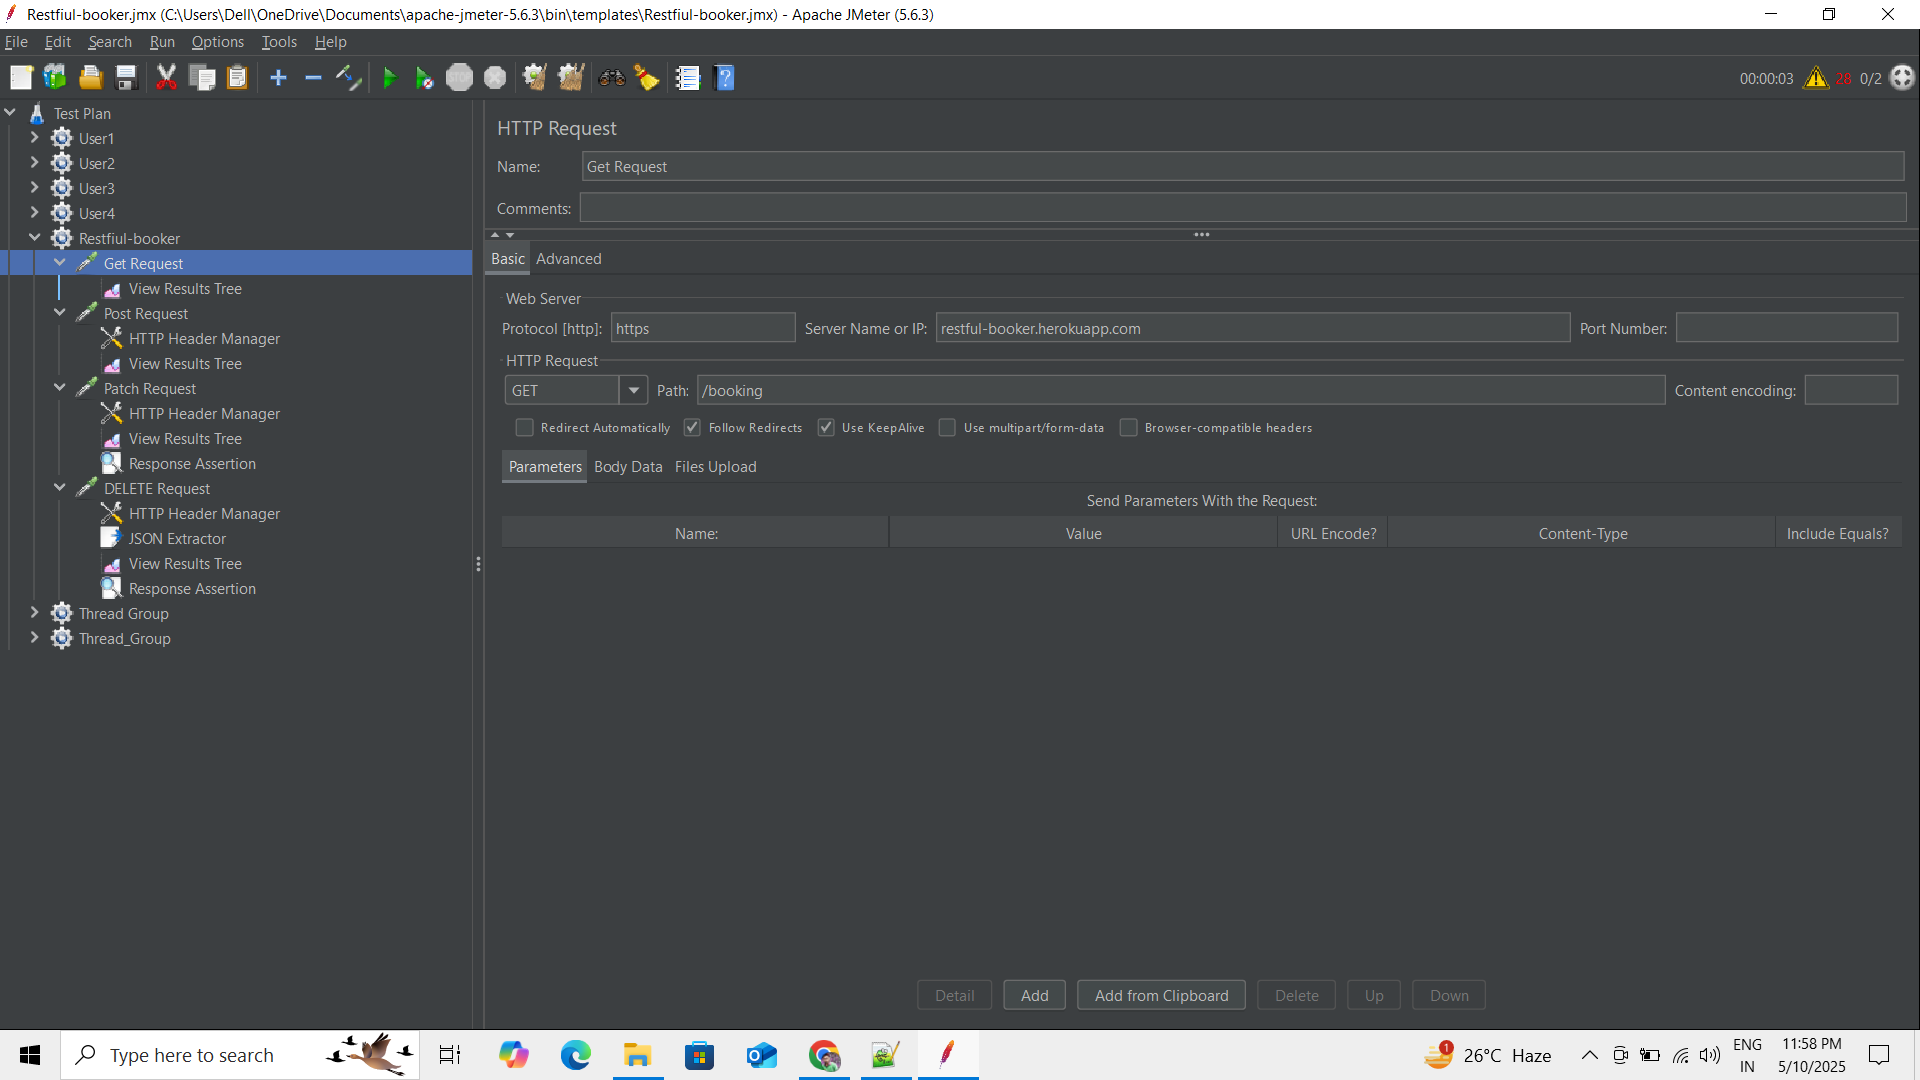 Restfiul-booker.jmx (C:\Users\Dell\OneDrive\Documents\apache-jmeter-5.6.3\bin\templates\Restfiul-booker.jmx) - Apache JMeter (5.6.3)
File Edit Search Run Options Tools Help
STOP
00:00:03 28 0/2
Test Plan
User1
User2
User3
User4
Restfiul-booker
Get Request
View Results Tree
Post Request
HTTP Header Manager
View Results Tree
Patch Request
HTTP Header Manager
View Results Tree
Response Assertion
DELETE Request
HTTP Header Manager
JSON Extractor
View Results Tree
Response Assertion
Thread Group
Thread_Group
HTTP Request
Name: Get Request
Comments:
Basic Advanced
Web Server
Protocol [http]: https Server Name or IP: restful-booker.herokuapp.com Port Number:
HTTP Request
GET Path: /booking Content encoding:
Redirect Automatically Follow Redirects Use KeepAlive Use multipart/form-data Browser-compatible headers
Parameters Body Data Files Upload
Send Parameters With the Request:
Name: Value URL Encode? Content-Type Include Equals?
Detail Add Add from Clipboard Delete Up Down
Type here to search
1 26°C Haze
ENG
IN
11:58 PM
5/10/2025